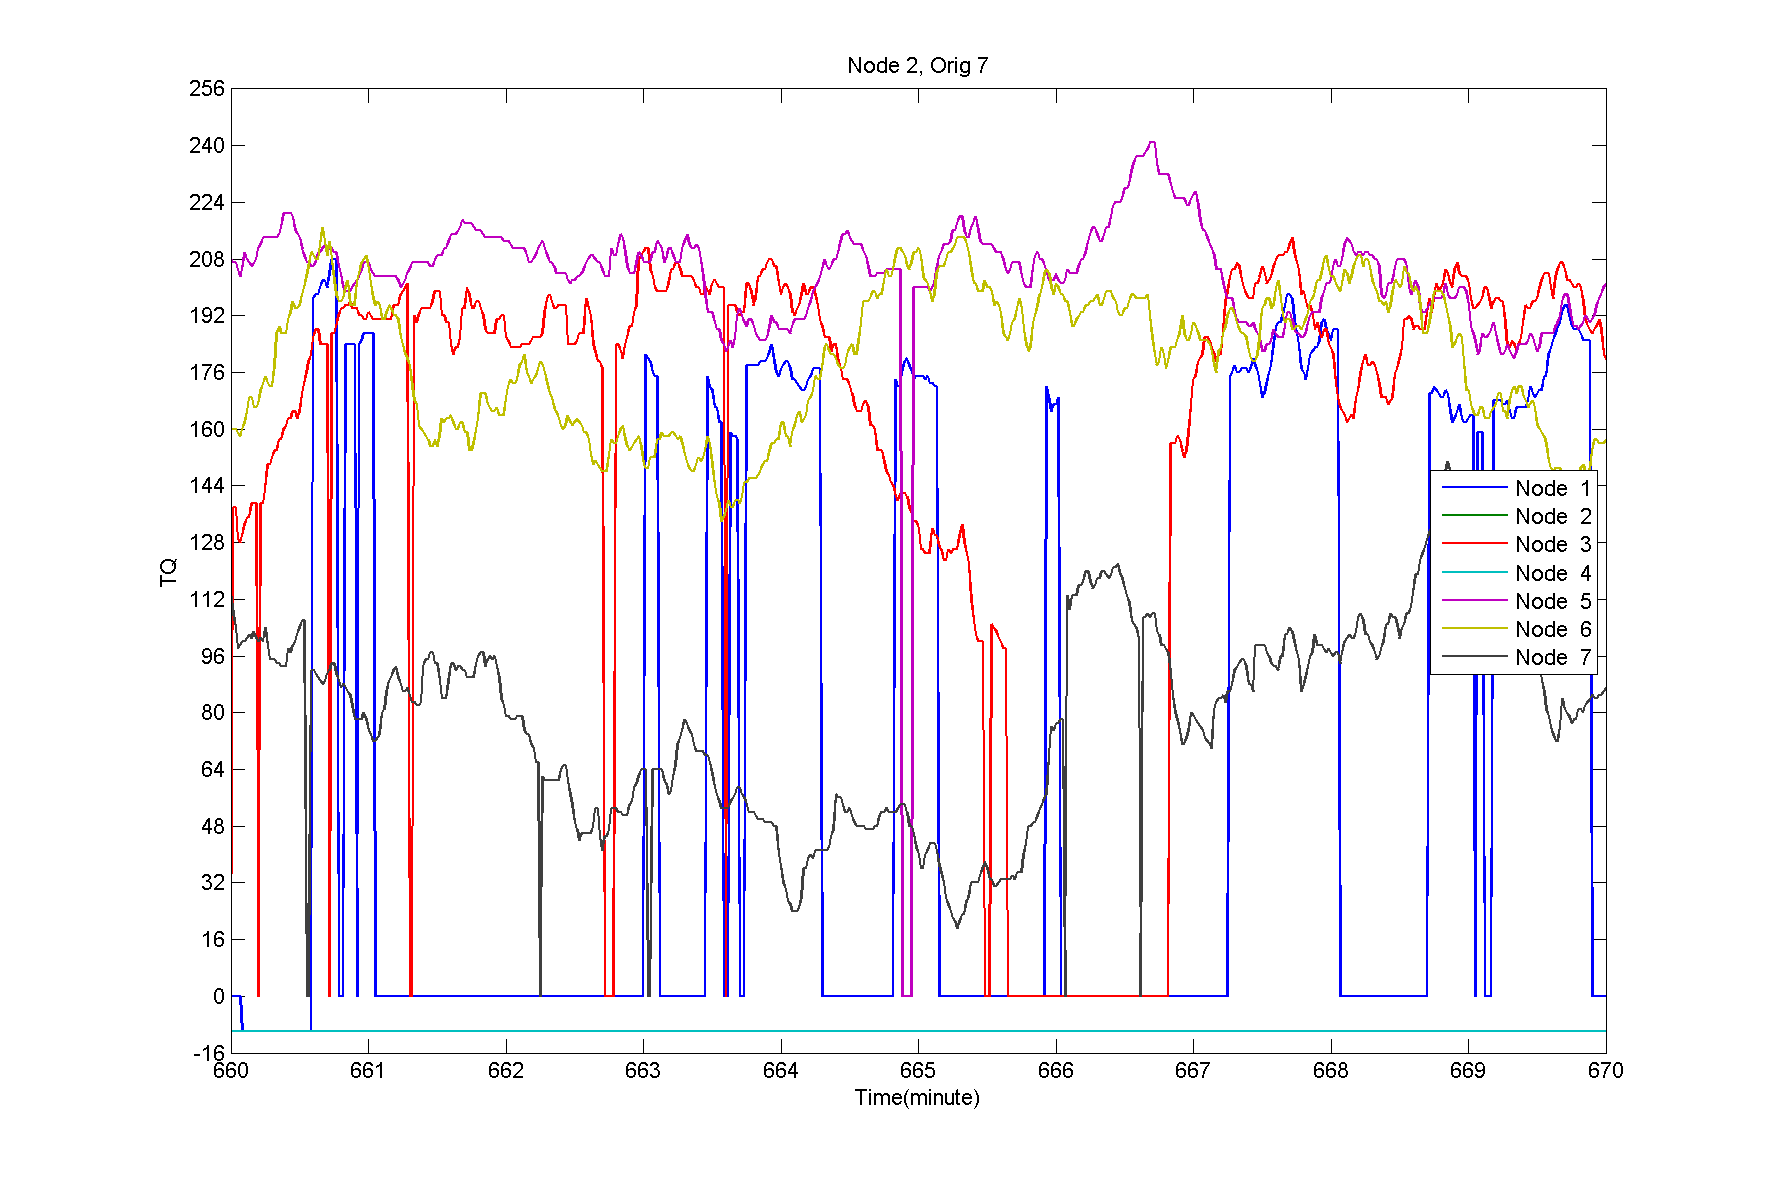 Node 2, Orig 7
256
240
224
208
192
176
160
144
128
112
96
80
64
48
32
16
0
-16
TQ
Node 1
Node 2
Node 3
Node 4
Node 5
Node 6
Node 7
660 661 662 663 664 665 666 667 668 669 670
Time(minute)